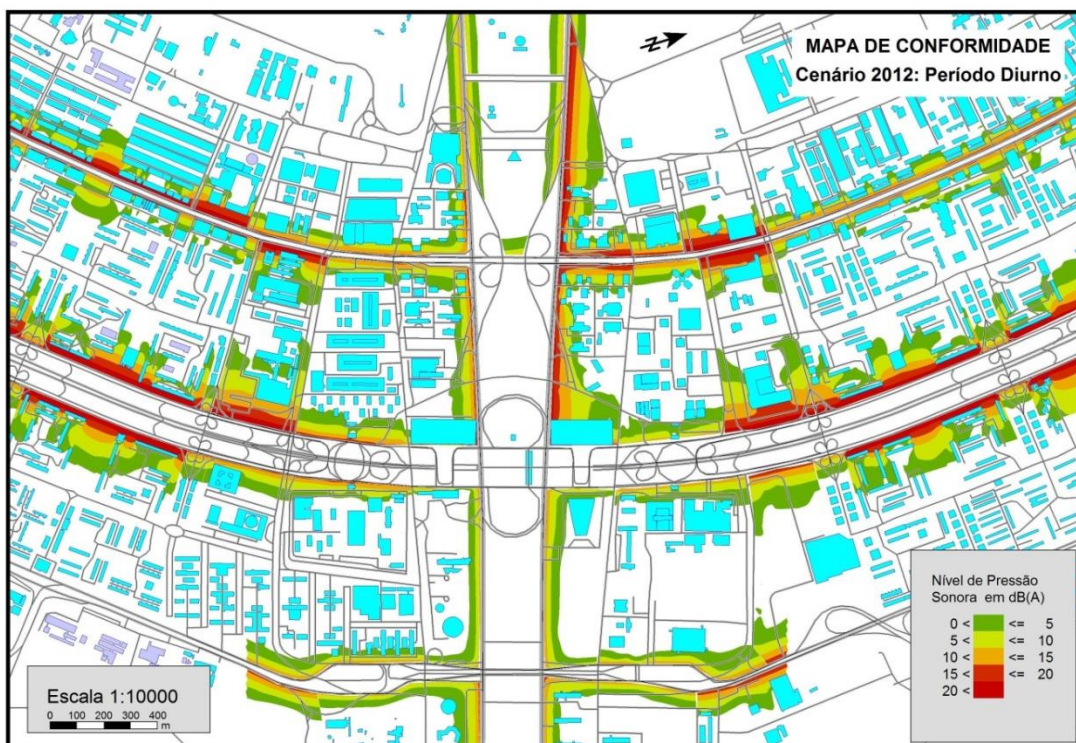 N
MAPA DE CONFORMIDADE
Cenário 2012: Período Diurno
Nível de Pressão
Sonora em dB(A)
0 < <= 5
5 < <= 10
10 < <= 15
15 < <= 20
20 <
Escala 1:10000
0 50 100 200 300 400
m